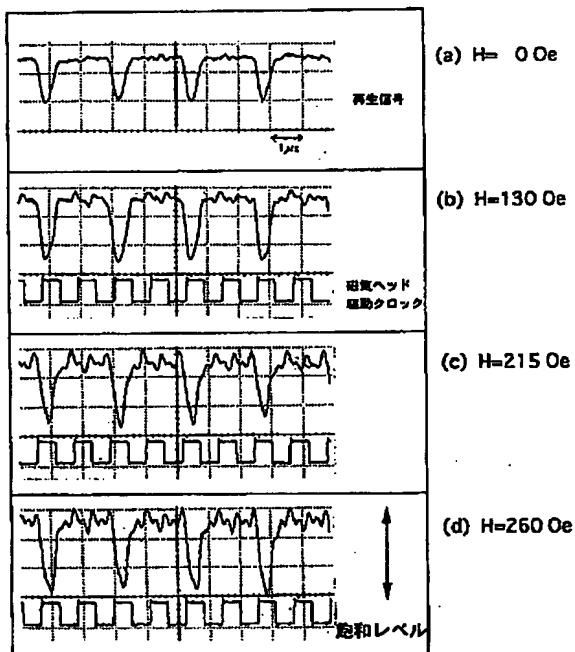 (a) H= 0 Oe
再生信号
1μs
(b) H=130 Oe
磁気ヘッド
駆動クロック
(c) H=215 Oe
(d) H=260 Oe
飽和レベル